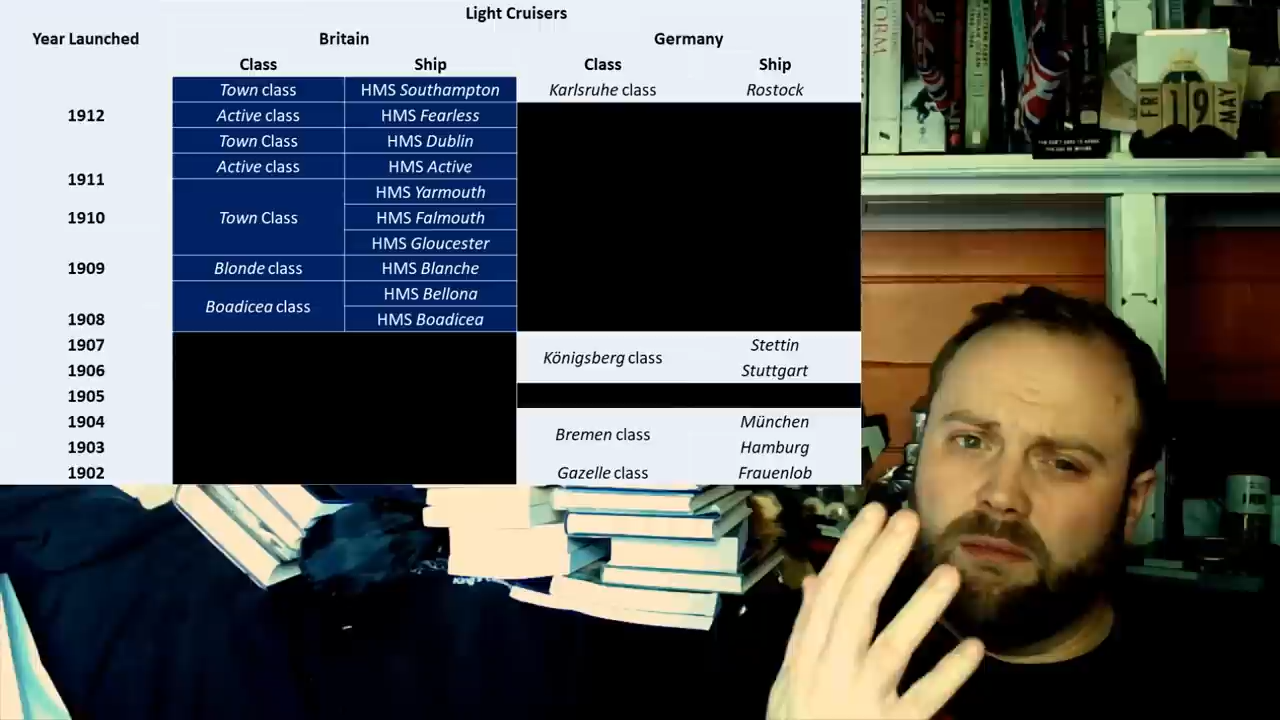 Light Cruisers
Year Launched Britain Germany
Class Ship Class Ship
Town class HMS Southampton Karlsruhe class Rostock
1912 Active class HMS Fearless
Town Class HMS Dublin
Active class HMS Active
1911
HMS Yarmouth
1910 Town Class HMS Falmouth
HMS Gloucester
1909 Blonde class HMS Blanche
HMS Bellona
Boadicea class
1908 HMS Boadicea
1907 Stettin
Königsberg class
1906 Stuttgart
1905
1904 München
Bremen class
1903 Hamburg
1902 Gazelle class Frauenlob
FRI 19 MAY